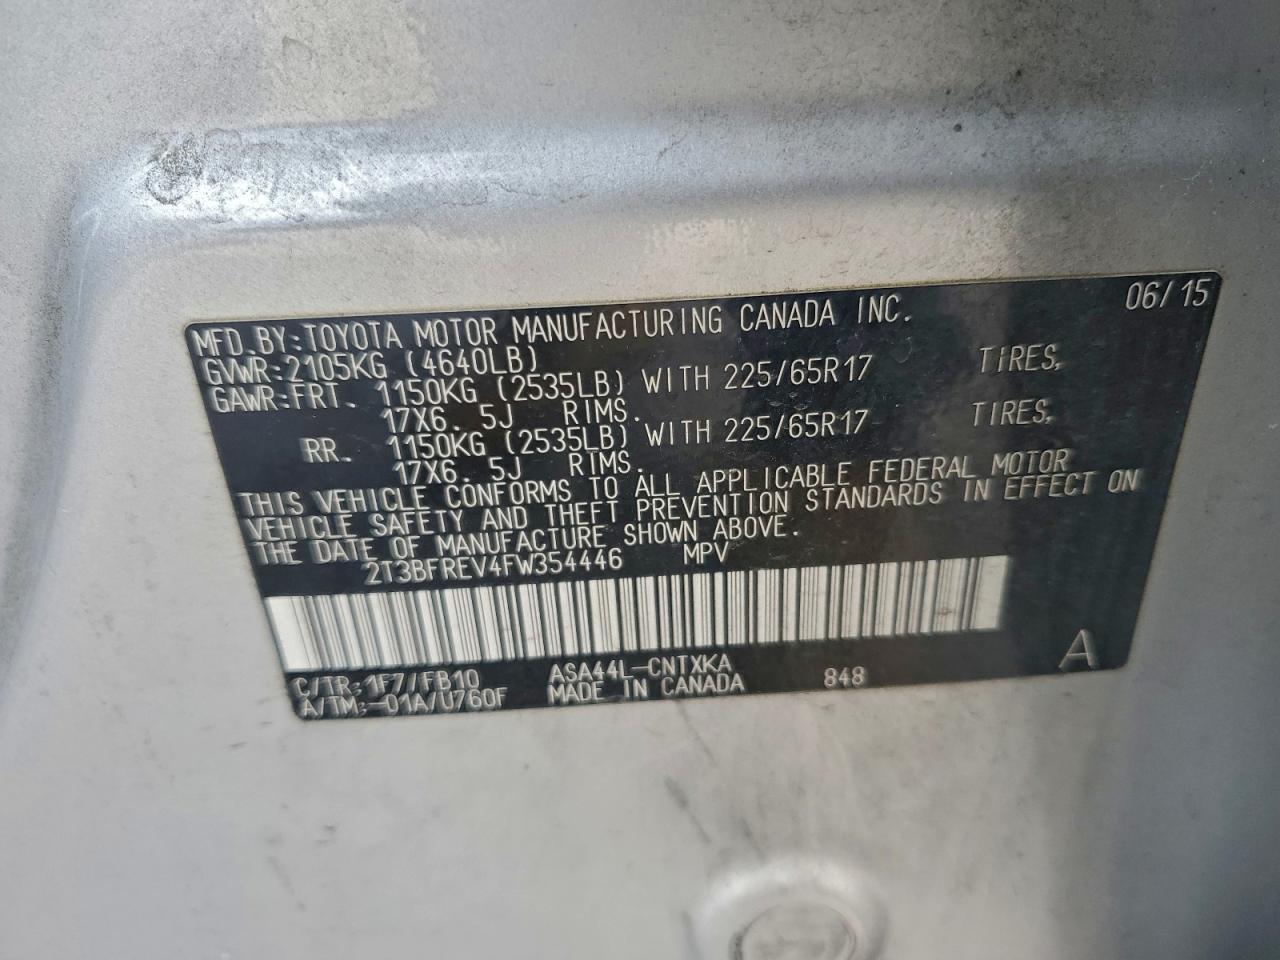 MFD.BY:TOYOTA MOTOR MANUFACTURING CANADA INC. 06/15
GVWR:2105KG (4640LB)
GAWR:FRT. 1150KG (2535LB) WITH 225/65R17 TIRES,
17X6. 5J RIMS.
RR. 1150KG (2535LB) WITH 225/65R17 TIRES,
17X6. 5J RIMS.
THIS VEHICLE CONFORMS TO ALL APPLICABLE FEDERAL MOTOR
VEHICLE SAFETY AND THEFT PREVENTION STANDARDS IN EFFECT ON
THE DATE OF MANUFACTURE SHOWN ABOVE.
2T3BFREV4FW354446 MPV
C/TR:1F7/FB10 ASA44L-CNTXKA 848 A
A/TM:-01A/U760F MADE IN CANADA